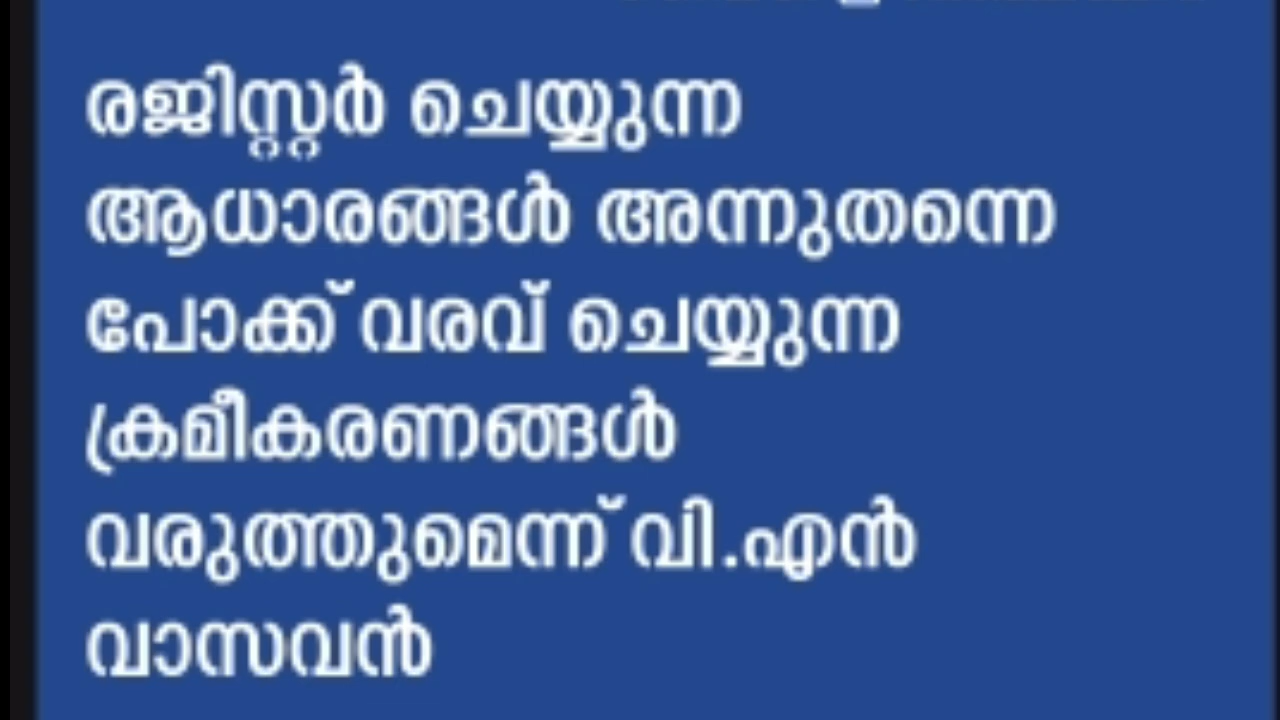 രജിസ്റ്റർ ചെയ്യുന്ന
ആധാരങ്ങൾ അന്നുതന്നെ
പോക്ക് വരവ് ചെയ്യുന്ന
ക്രമീകരണങ്ങൾ
വരുത്തുമെന്ന് വി.എൻ
വാസവൻ